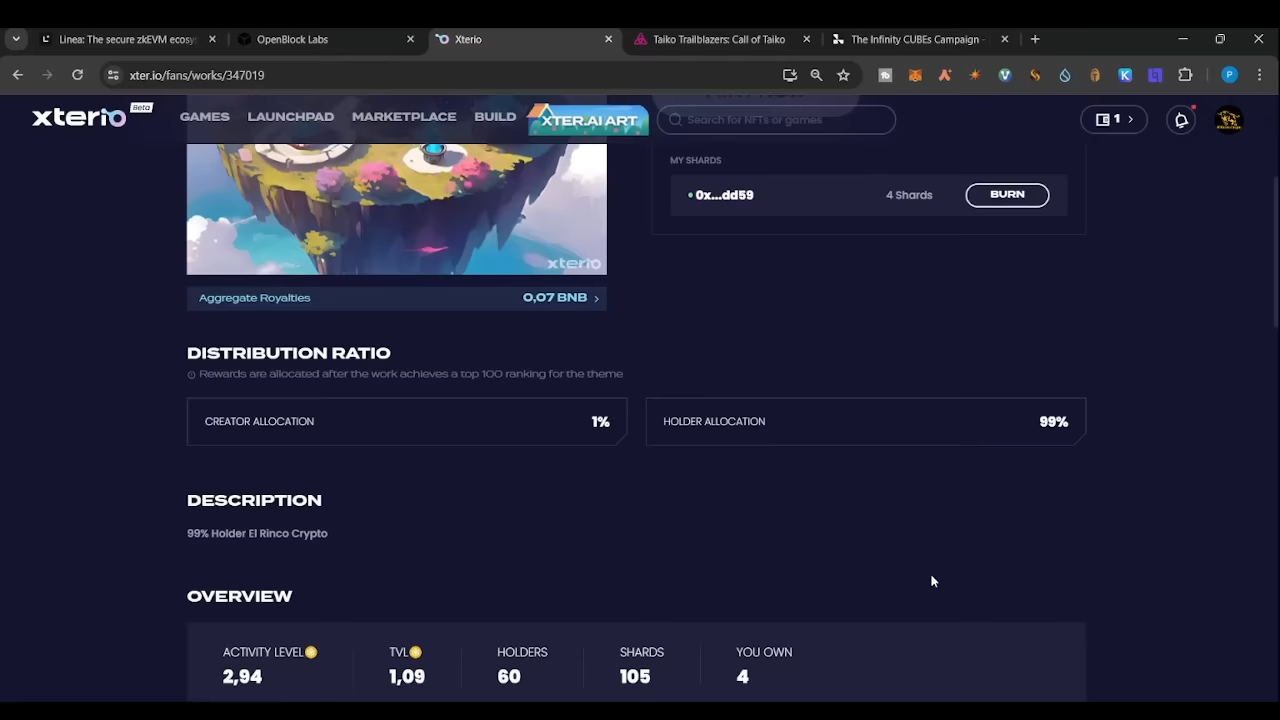 Linea: The secure zkEVM ecosy
OpenBlock Labs
Xterio
Taiko Trailblazers: Call of Taiko
The Infinity CUBEs Campaign -
xter.io/fans/works/347019
xterio Beta
GAMES
LAUNCHPAD
MARKETPLACE
BUILD
XTER.AI ART
Search for NFTs or games
1
MY SHARDS
0x...dd59
4 Shards
BURN
xterio
Aggregate Royalties
0,07 BNB
DISTRIBUTION RATIO
Rewards are allocated after the work achieves a top 100 ranking for the theme
CREATOR ALLOCATION
1%
HOLDER ALLOCATION
99%
DESCRIPTION
99% Holder El Rinco Crypto
OVERVIEW
ACTIVITY LEVEL
TVL
HOLDERS
SHARDS
YOU OWN
2,94
1,09
60
105
4